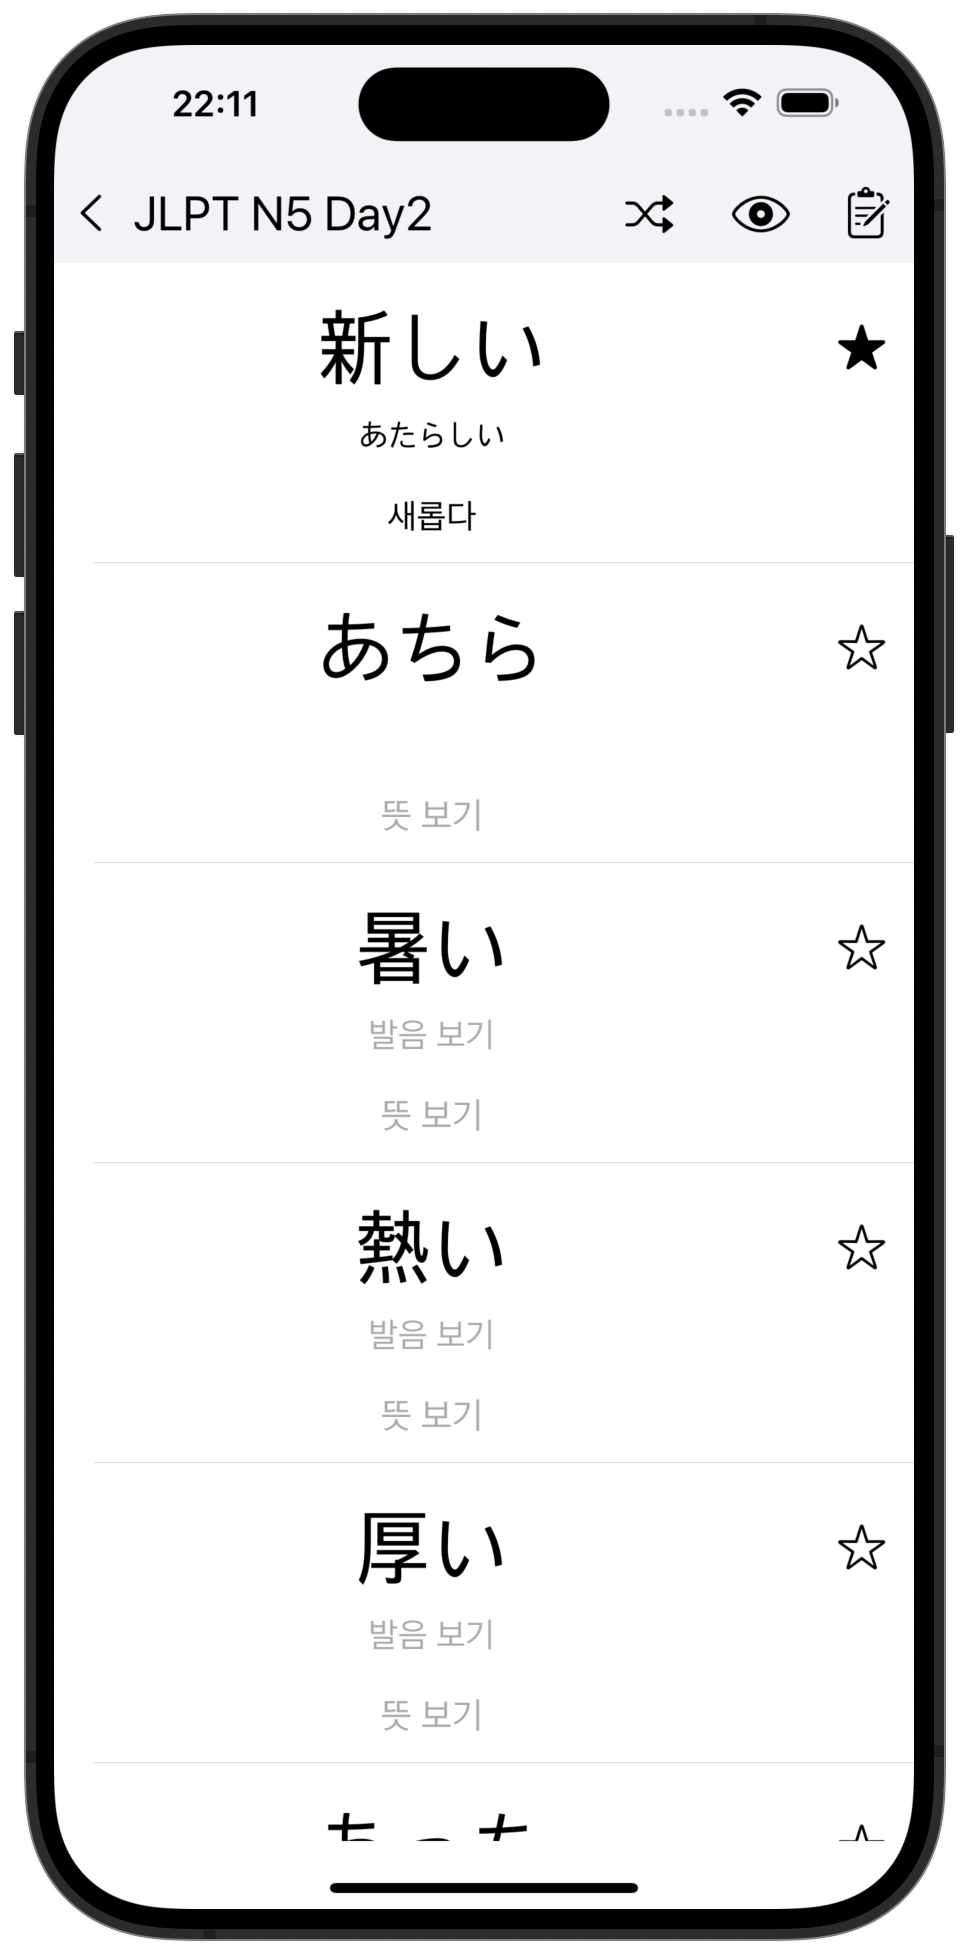 22:11
JLPT N5 Day2
新しい
あたらしい
새롭다
あちら
뜻 보기
暑い
발음 보기
뜻 보기
熱い
발음 보기
뜻 보기
厚い
발음 보기
뜻 보기